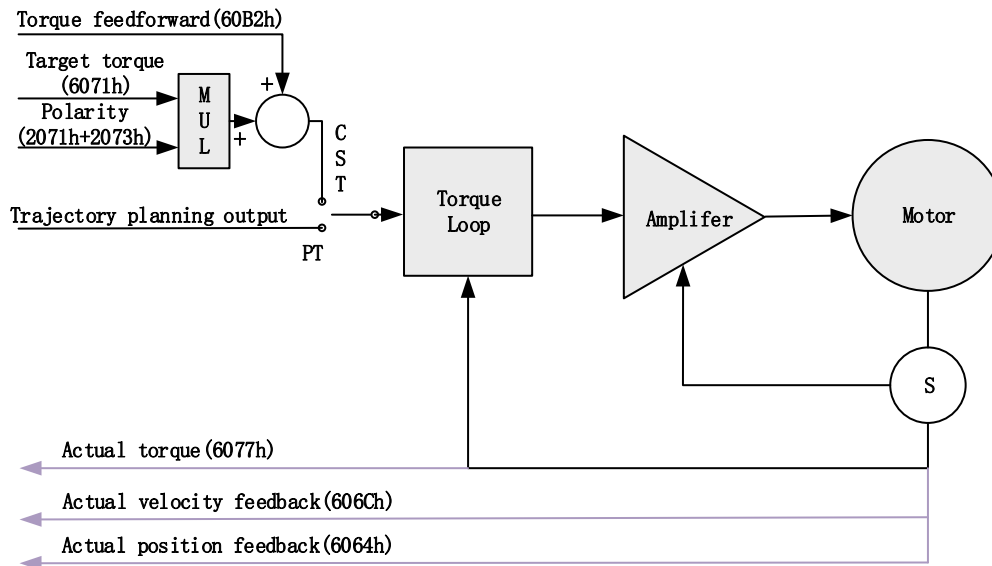 Torque feedforward(60B2h)
Target torque
(6071h)
Polarity
(2071h+2073h)
M
U
L
+
+
C
S
T
Trajectory planning output
PT
Torque
Loop
Amplifer
Motor
S
Actual torque(6077h)
Actual velocity feedback(606Ch)
Actual position feedback(6064h)